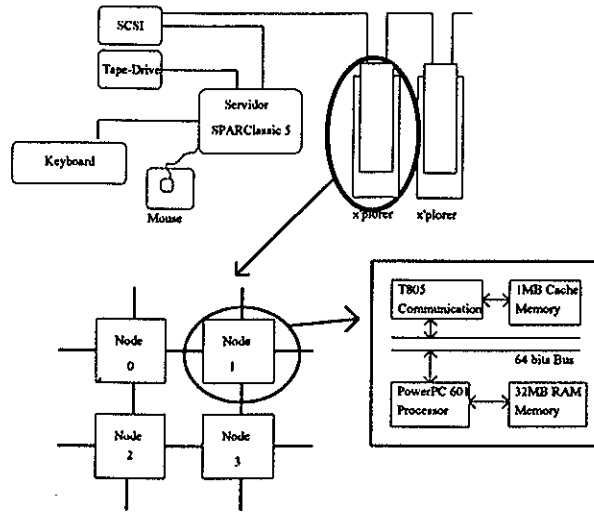 SCSI
Tape-Drive
Servidor
SPARClassic 5
Keyboard
Mouse
x'plorer
x'plorer
Node
0
Node
1
Node
2
Node
3
T805
Communication
1MB Cache
Memory
64 bits Bus
PowerPC 601
Processor
32MB RAM
Memory